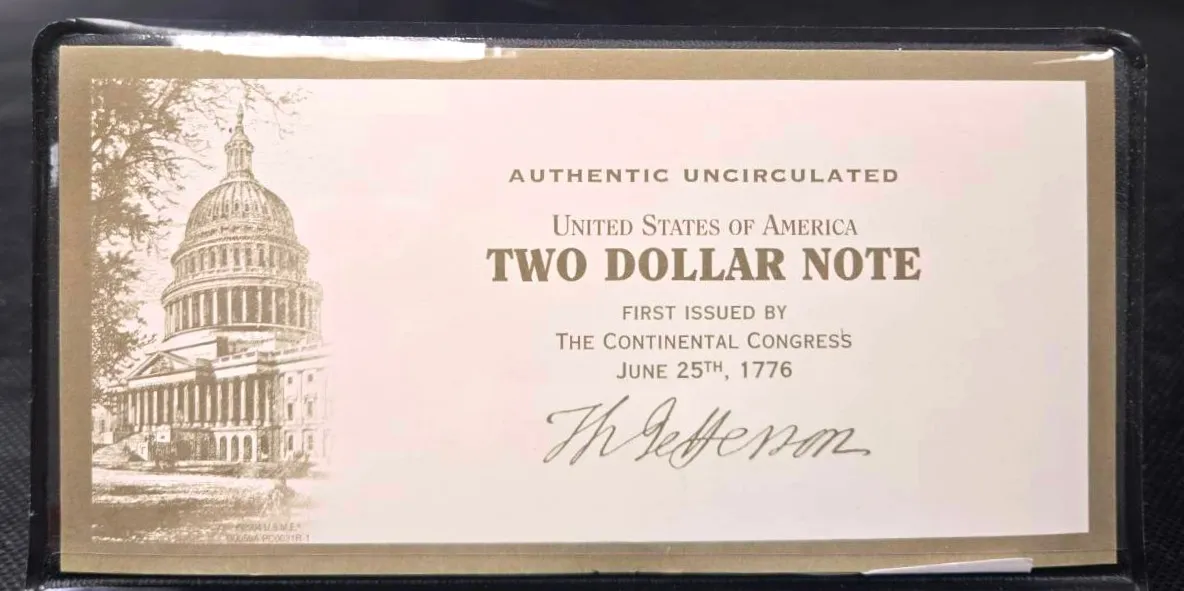 AUTHENTIC UNCIRCULATED
UNITED STATES OF AMERICA
TWO DOLLAR NOTE
FIRST ISSUED BY
THE CONTINENTAL CONGRESS
JUNE 25TH, 1776
Th Jefferson